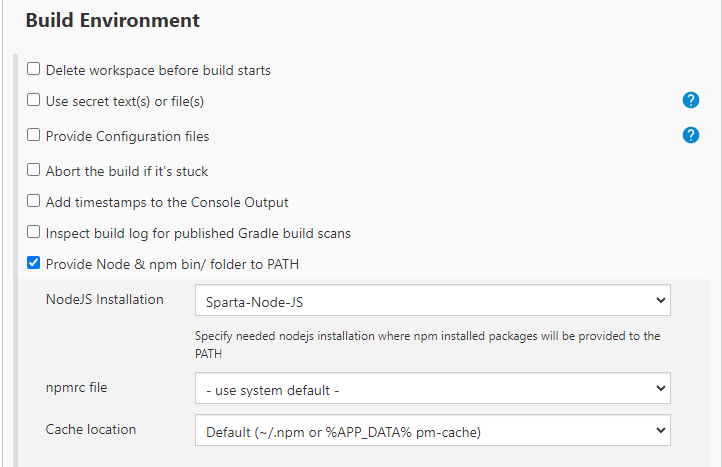 Build Environment
Delete workspace before build starts
Use secret text(s) or file(s)
?
Provide Configuration files
?
Abort the build if it's stuck
Add timestamps to the Console Output
Inspect build log for published Gradle build scans
Provide Node & npm bin/ folder to PATH
NodeJS Installation
Sparta-Node-JS
Specify needed nodejs installation where npm installed packages will be provided to the
PATH
npmrc file
- use system default -
Cache location
Default (~/.npm or %APP_DATA% pm-cache)